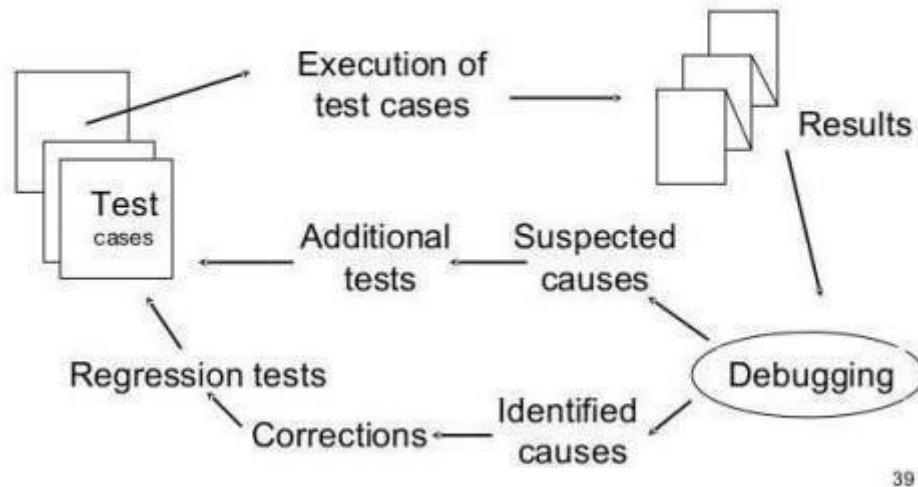 Execution of
test cases
Results
Test
cases
Additional
tests
Suspected
causes
Debugging
Regression tests
Identified
causes
Corrections
39